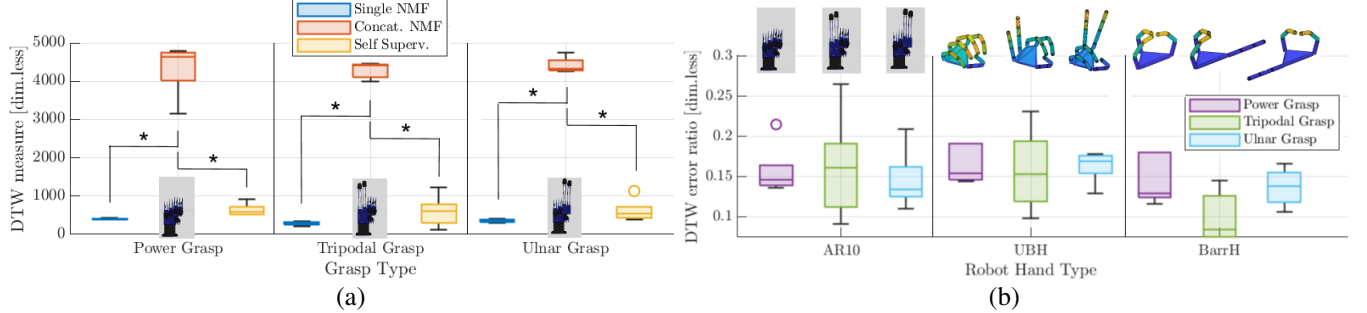 Single NMF
Concat. NMF
Self Superv.
5000
4000
3000
2000
1000
0
DTW measure [dim.less]
*
*
*
*
*
*
Power Grasp
Tripodal Grasp
Ulnar Grasp
Grasp Type
(a)
0.3
0.25
0.2
0.15
0.1
DTW error ratio [dim.less]
Power Grasp
Tripodal Grasp
Ulnar Grasp
AR10
UBH
BarrH
Robot Hand Type
(b)